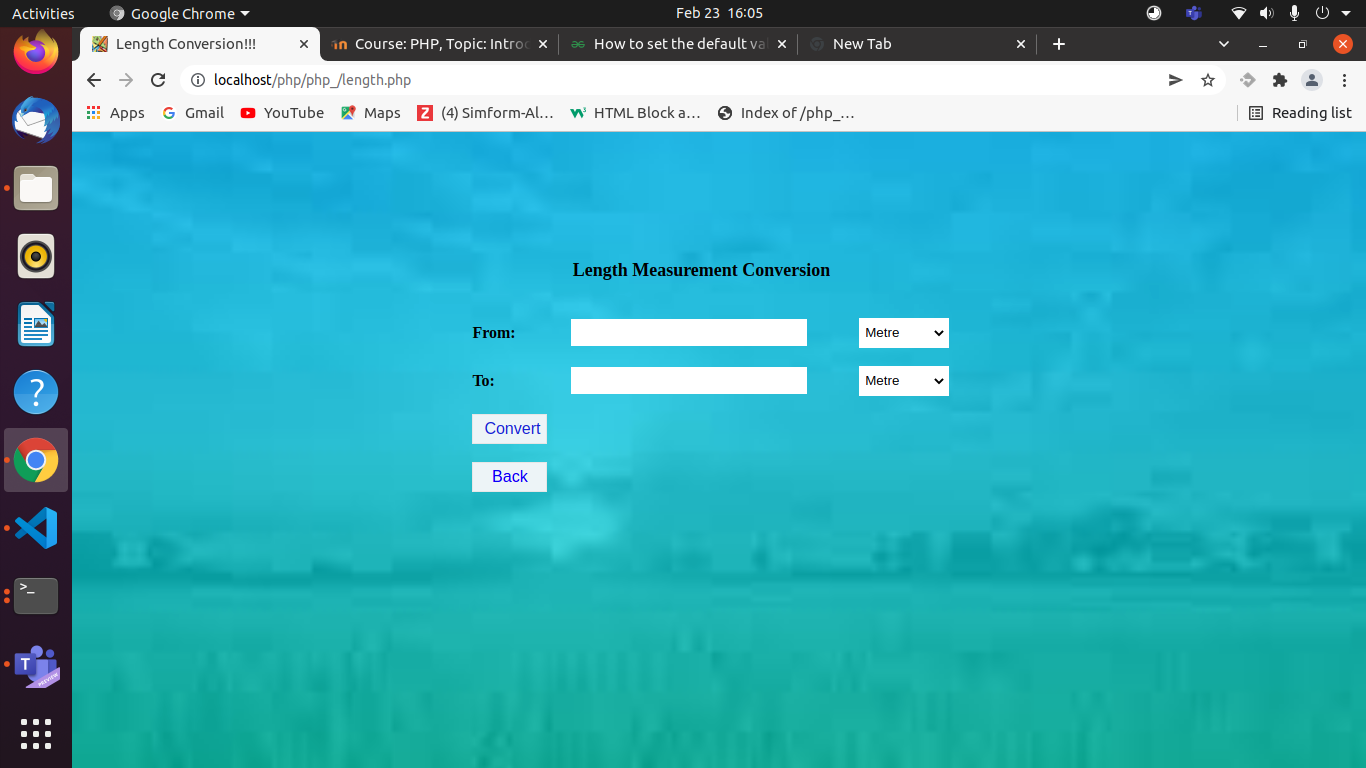 Activities Google Chrome Feb 23 16:05
Length Conversion!!! Course: PHP, Topic: Introd How to set the default val New Tab
localhost/php/php_/length.php
Apps Gmail YouTube Maps (4) Simform-Al… HTML Block a… Index of /php_… Reading list
Length Measurement Conversion
From: Metre
To: Metre
Convert
Back